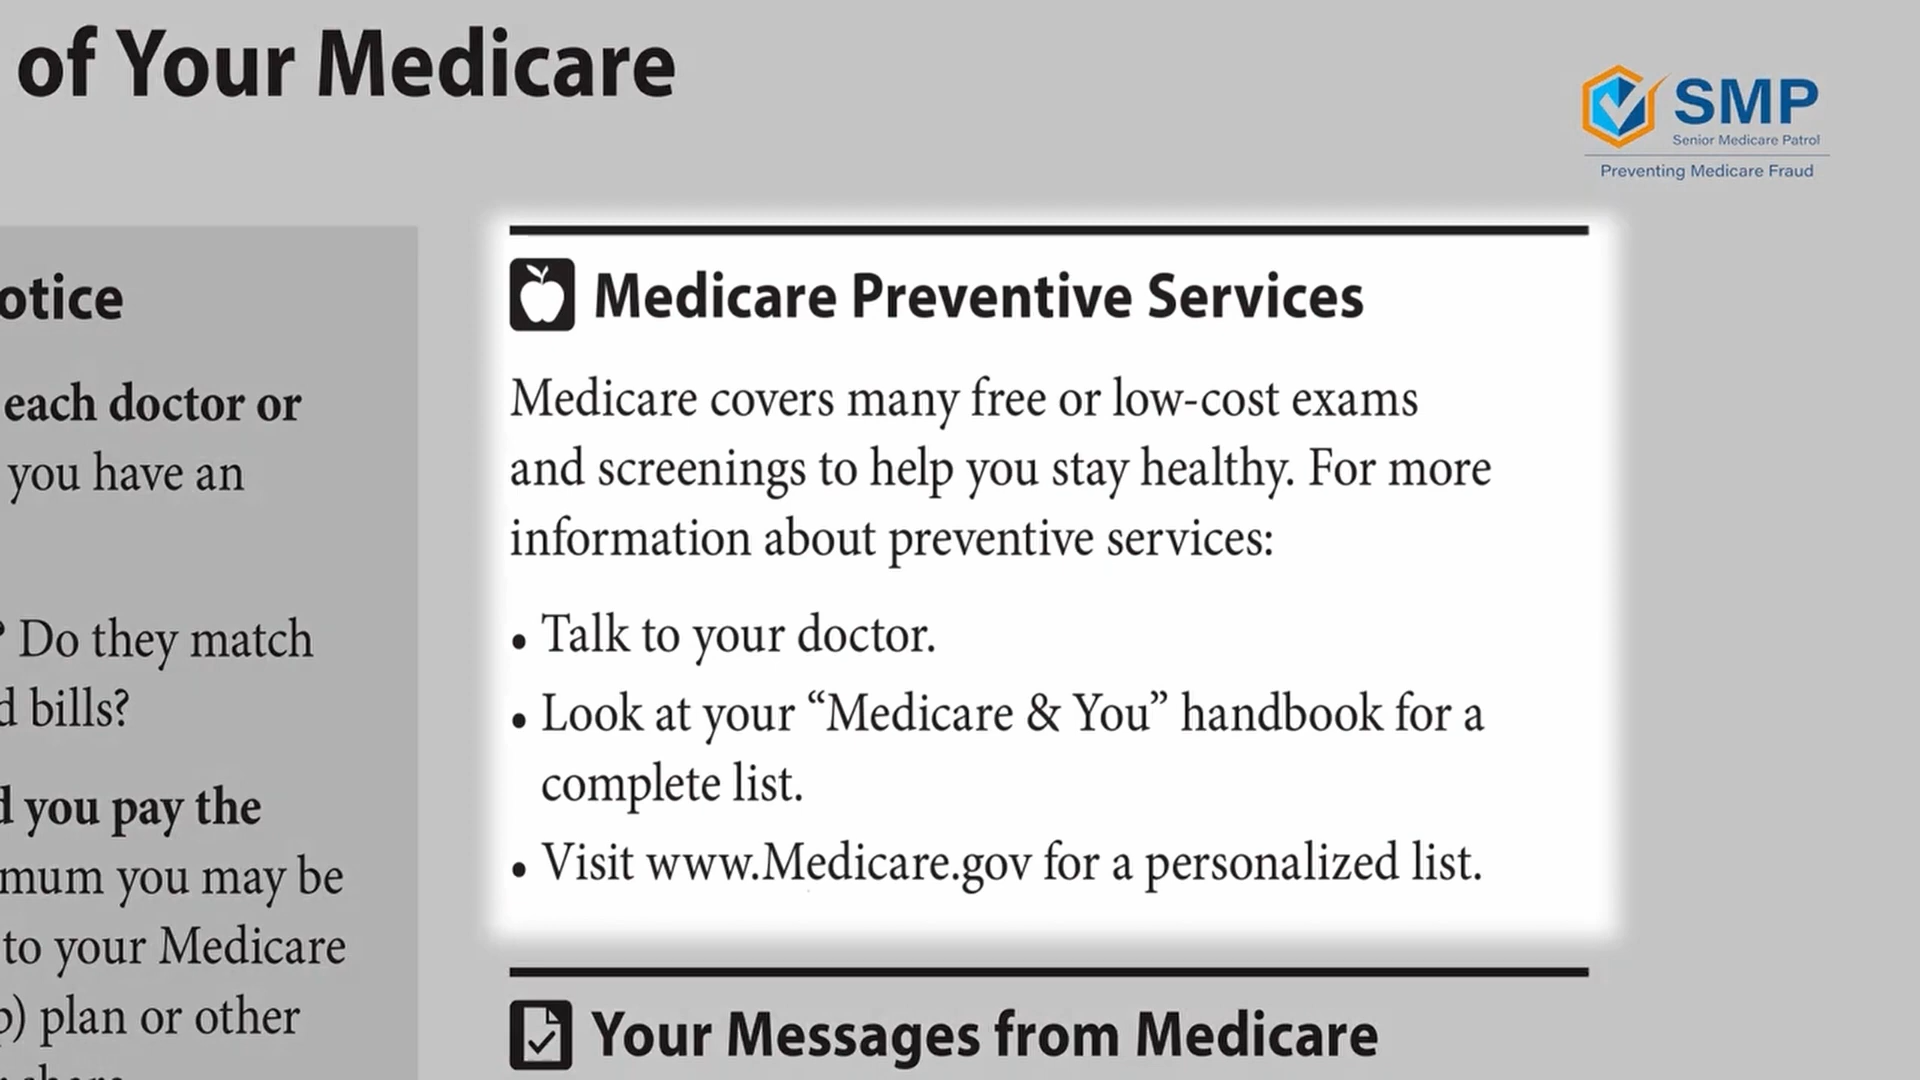 of Your Medicare
SMP
Senior Medicare Patrol
Preventing Medicare Fraud
otice
each doctor or
you have an
? Do they match
d bills?
d you pay the
mum you may be
to your Medicare
p) plan or other
Medicare Preventive Services
Medicare covers many free or low-cost exams
and screenings to help you stay healthy. For more
information about preventive services:
• Talk to your doctor.
• Look at your “Medicare & You” handbook for a
complete list.
• Visit www.Medicare.gov for a personalized list.
Your Messages from Medicare